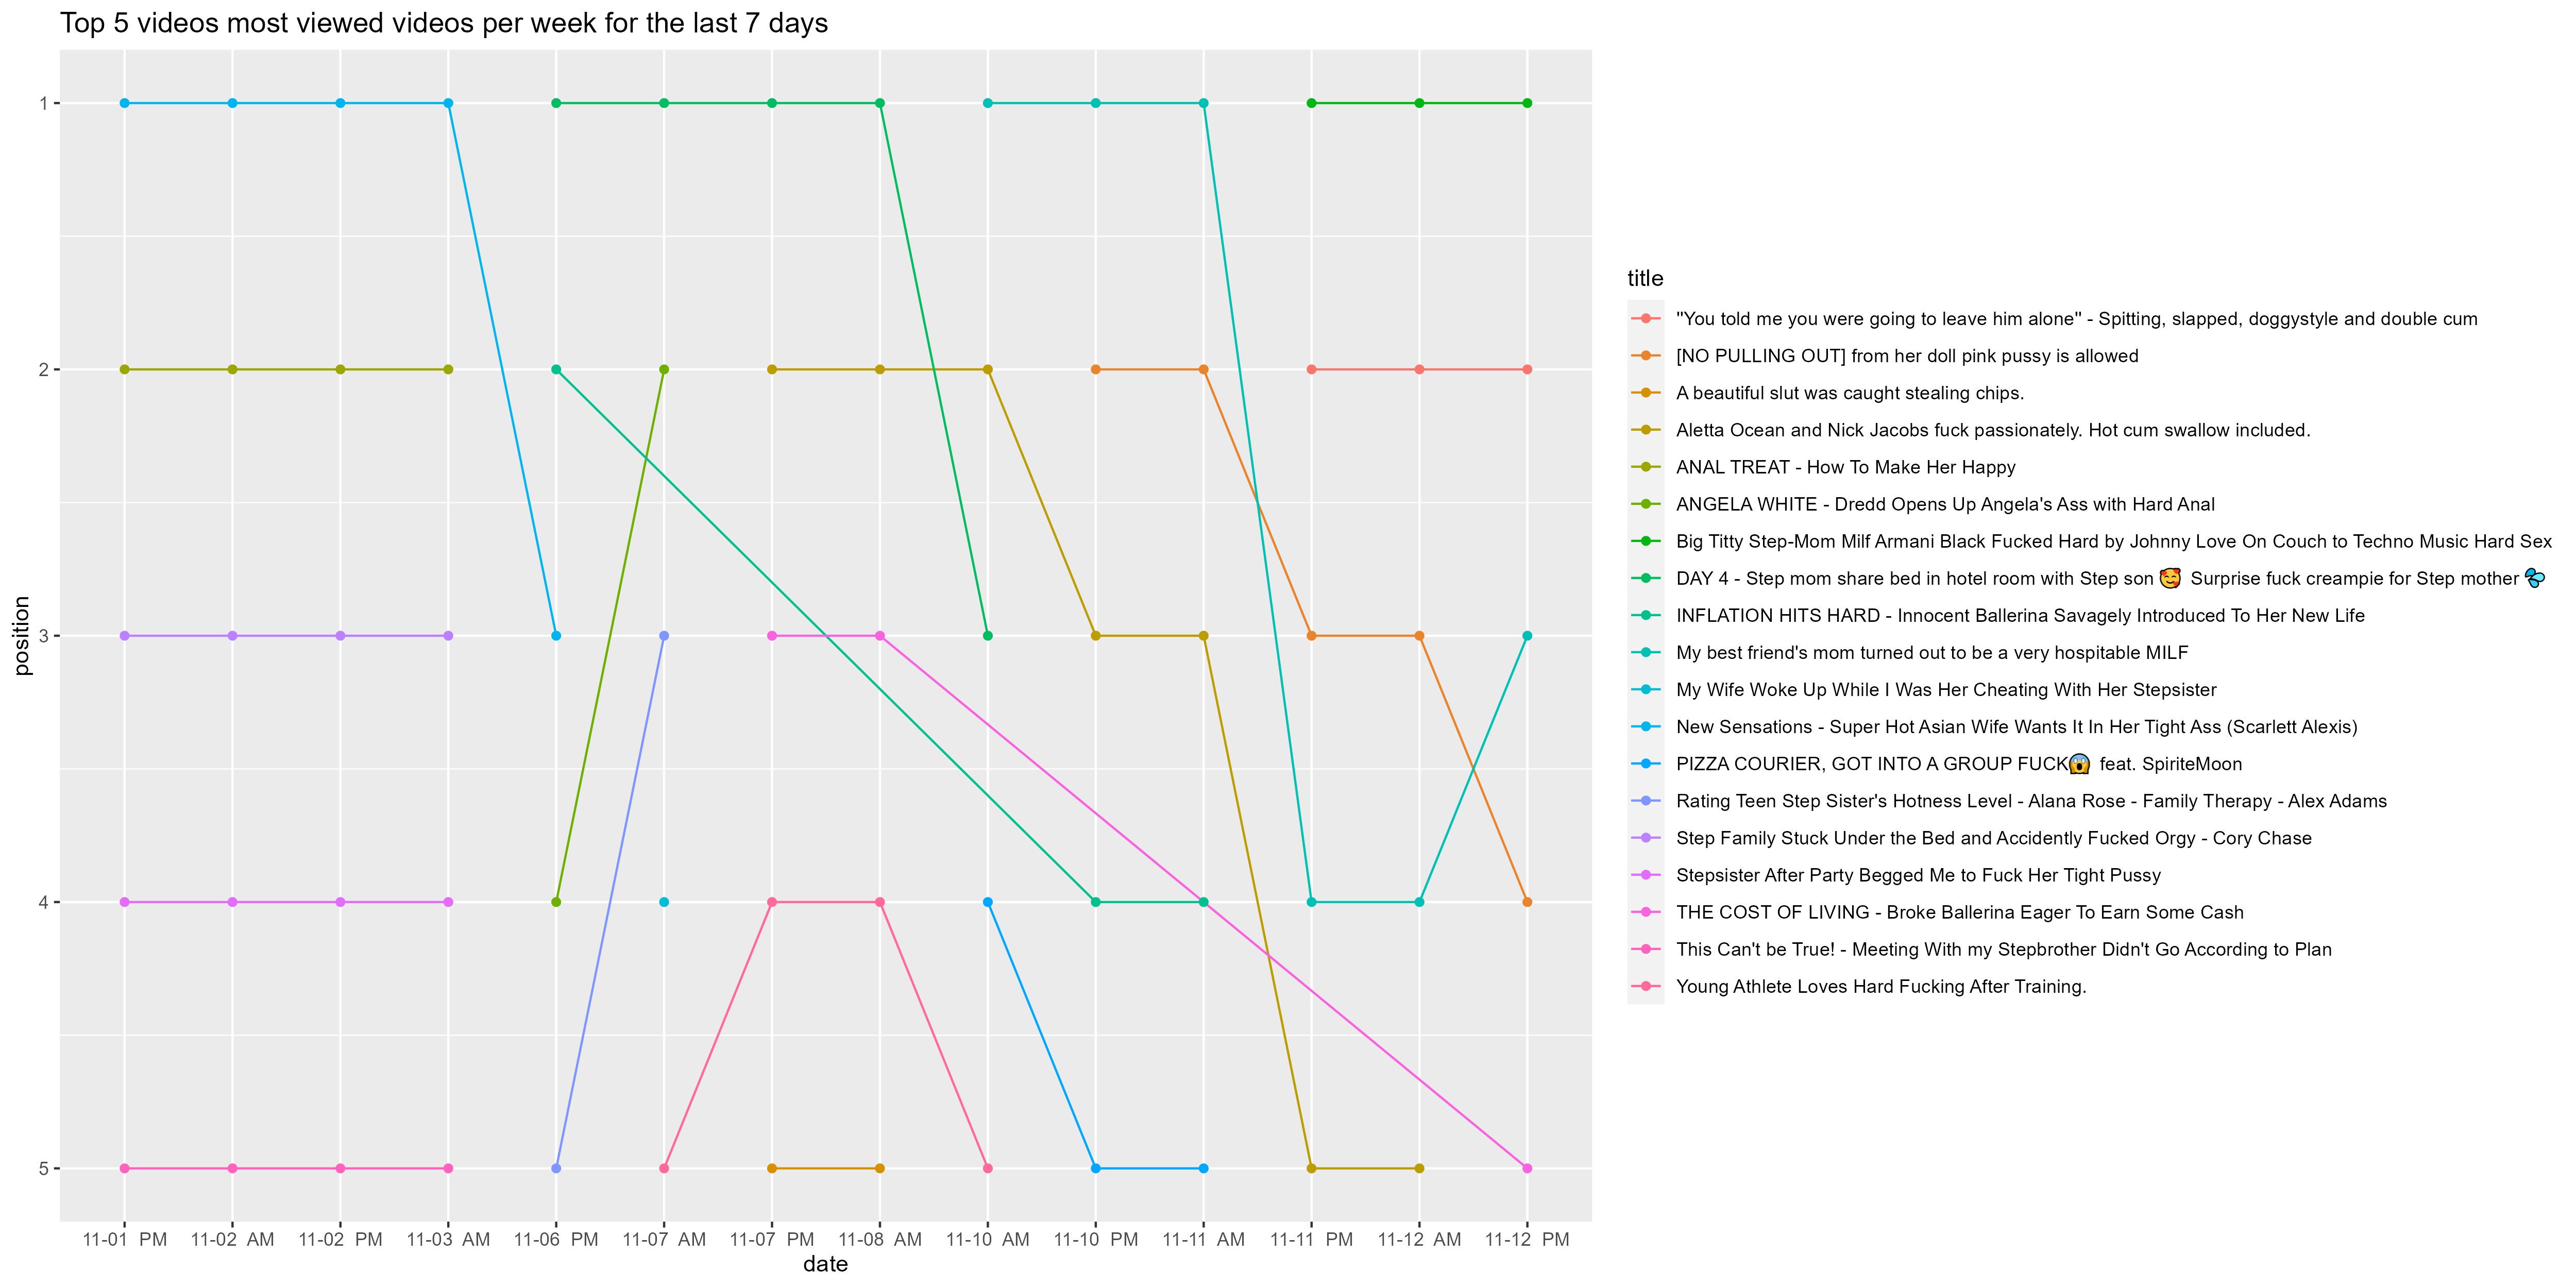 Top 5 videos most viewed videos per week for the last 7 days
1
2
3
4
5
position
11-01 PM
11-02 AM
11-02 PM
11-03 AM
11-06 PM
11-07 AM
11-07 PM
11-08 AM
11-10 AM
11-10 PM
11-11 AM
11-11 PM
11-12 AM
11-12 PM
date
title
"You told me you were going to leave him alone" - Spitting, slapped, doggystyle and double cum
[NO PULLING OUT] from her doll pink pussy is allowed
A beautiful slut was caught stealing chips.
Aletta Ocean and Nick Jacobs fuck passionately. Hot cum swallow included.
ANAL TREAT - How To Make Her Happy
ANGELA WHITE - Dredd Opens Up Angela's Ass with Hard Anal
Big Titty Step-Mom Milf Armani Black Fucked Hard by Johnny Love On Couch to Techno Music Hard Sex
DAY 4 - Step mom share bed in hotel room with Step son 🥰 Surprise fuck creampie for Step mother 💦
INFLATION HITS HARD - Innocent Ballerina Savagely Introduced To Her New Life
My best friend's mom turned out to be a very hospitable MILF
My Wife Woke Up While I Was Her Cheating With Her Stepsister
New Sensations - Super Hot Asian Wife Wants It In Her Tight Ass (Scarlett Alexis)
PIZZA COURIER, GOT INTO A GROUP FUCK😱 feat. SpiriteMoon
Rating Teen Step Sister's Hotness Level - Alana Rose - Family Therapy - Alex Adams
Step Family Stuck Under the Bed and Accidently Fucked Orgy - Cory Chase
Stepsister After Party Begged Me to Fuck Her Tight Pussy
THE COST OF LIVING - Broke Ballerina Eager To Earn Some Cash
This Can't be True! - Meeting With my Stepbrother Didn't Go According to Plan
Young Athlete Loves Hard Fucking After Training.